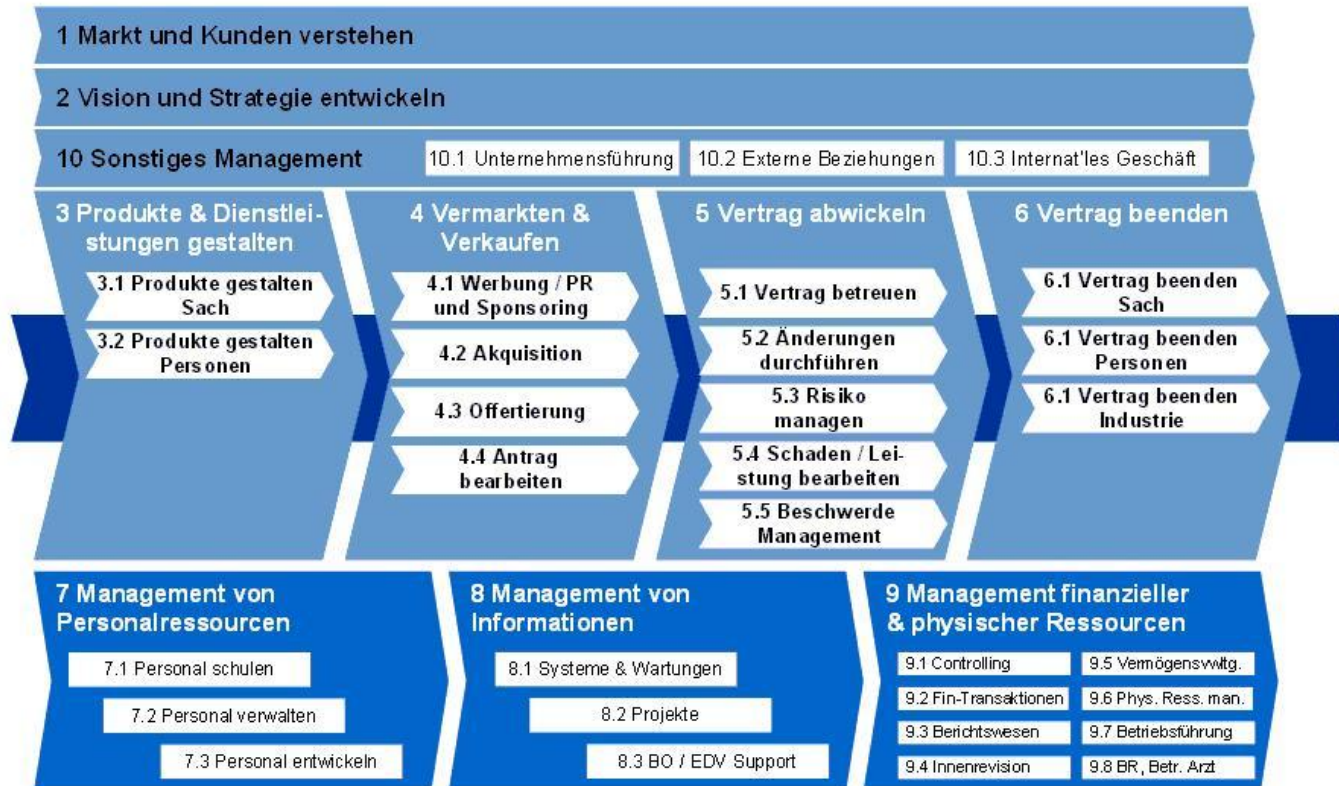 1 Markt und Kunden verstehen
2 Vision und Strategie entwickeln
10 Sonstiges Management
10.1 Unternehmensführung
10.2 Externe Beziehungen
10.3 Internat'les Geschäft
3 Produkte & Dienstlei-
stungen gestalten
3.1 Produkte gestalten
Sach
3.2 Produkte gestalten
Personen
4 Vermarkten &
Verkaufen
4.1 Werbung / PR
und Sponsoring
4.2 Akquisition
4.3 Offertierung
4.4 Antrag
bearbeiten
5 Vertrag abwickeln
5.1 Vertrag betreuen
5.2 Änderungen
durchführen
5.3 Risiko
managen
5.4 Schaden / Lei-
stung bearbeiten
5.5 Beschwerde
Management
6 Vertrag beenden
6.1 Vertrag beenden
Sach
6.1 Vertrag beenden
Personen
6.1 Vertrag beenden
Industrie
7 Management von
Personalressourcen
7.1 Personal schulen
7.2 Personal verwalten
7.3 Personal entwickeln
8 Management von
Informationen
8.1 Systeme & Wartungen
8.2 Projekte
8.3 BO / EDV Support
9 Management finanzieller
& physischer Ressourcen
9.1 Controlling
9.2 Fin-Transaktionen
9.3 Berichtswesen
9.4 Innenrevision
9.5 Vermögensvwltg.
9.6 Phys. Ress. man.
9.7 Betriebsführung
9.8 BR, Betr. Arzt